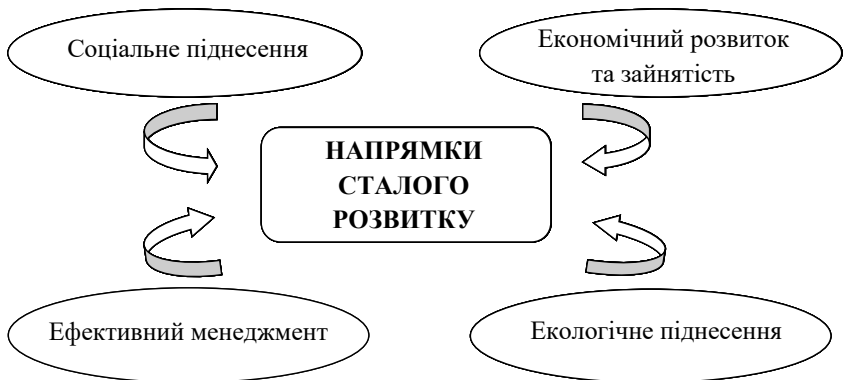 Соціальне піднесення
Економічний розвиток
та зайнятість
НАПРЯМКИ
СТАЛОГО
РОЗВИТКУ
Ефективний менеджмент
Екологічне піднесення